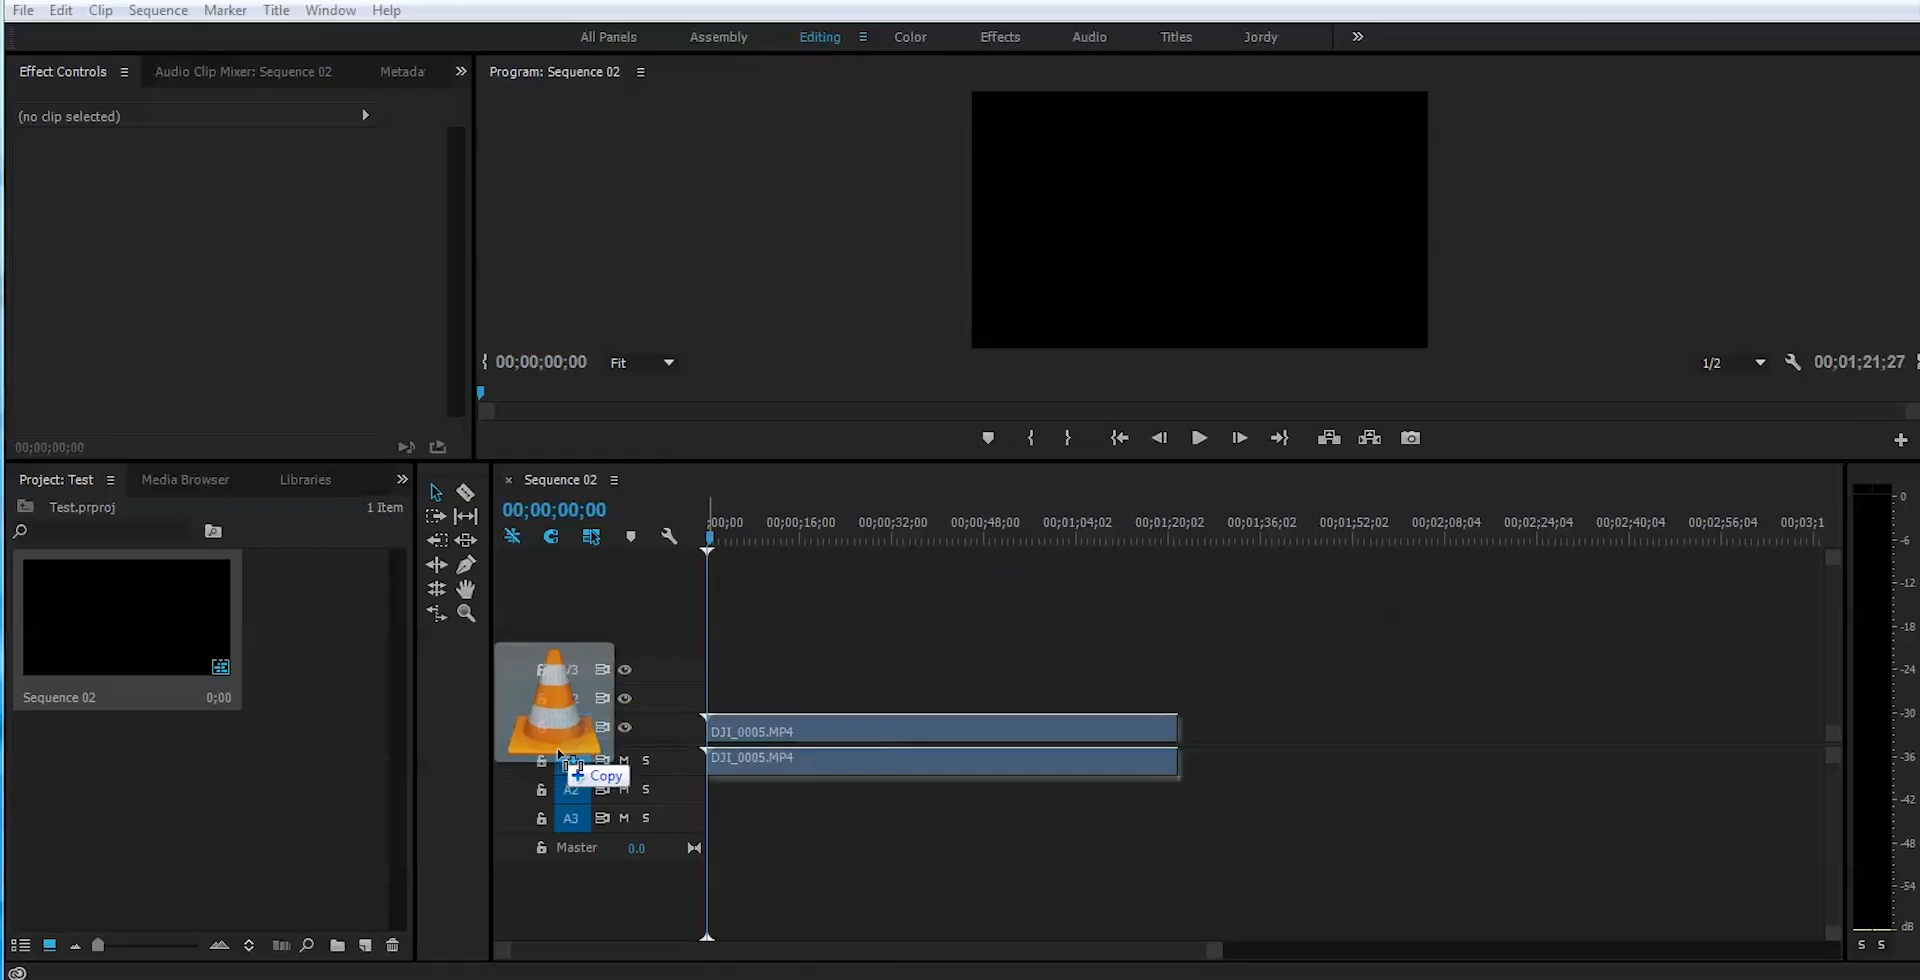 File Edit Clip Sequence Marker Title Window Help
All Panels Assembly Editing Color Effects Audio Titles Jordy
Effect Controls Audio Clip Mixer: Sequence 02 Metada
Program: Sequence 02
(no clip selected)
00;00;00;00 Fit 1/2 00;01;21;27
00;00;00;00
Project: Test Media Browser Libraries
Test.prproj 1 Item
Sequence 02 0;00
Sequence 02
00;00;00;00
;00;00 00;00;16;00 00;00;32;00 00;00;48;00 00;01;04;02 00;01;20;02 00;01;36;02 00;01;52;02 00;02;08;04 00;02;24;04 00;02;40;04 00;02;56;04 00;03;1
DJI_0005.MP4
DJI_0005.MP4
M S
Copy
A2 M S
A3 M S
Master 0.0
0
-6
-12
-18
-24
-30
-36
-42
-48
-54
dB
S S